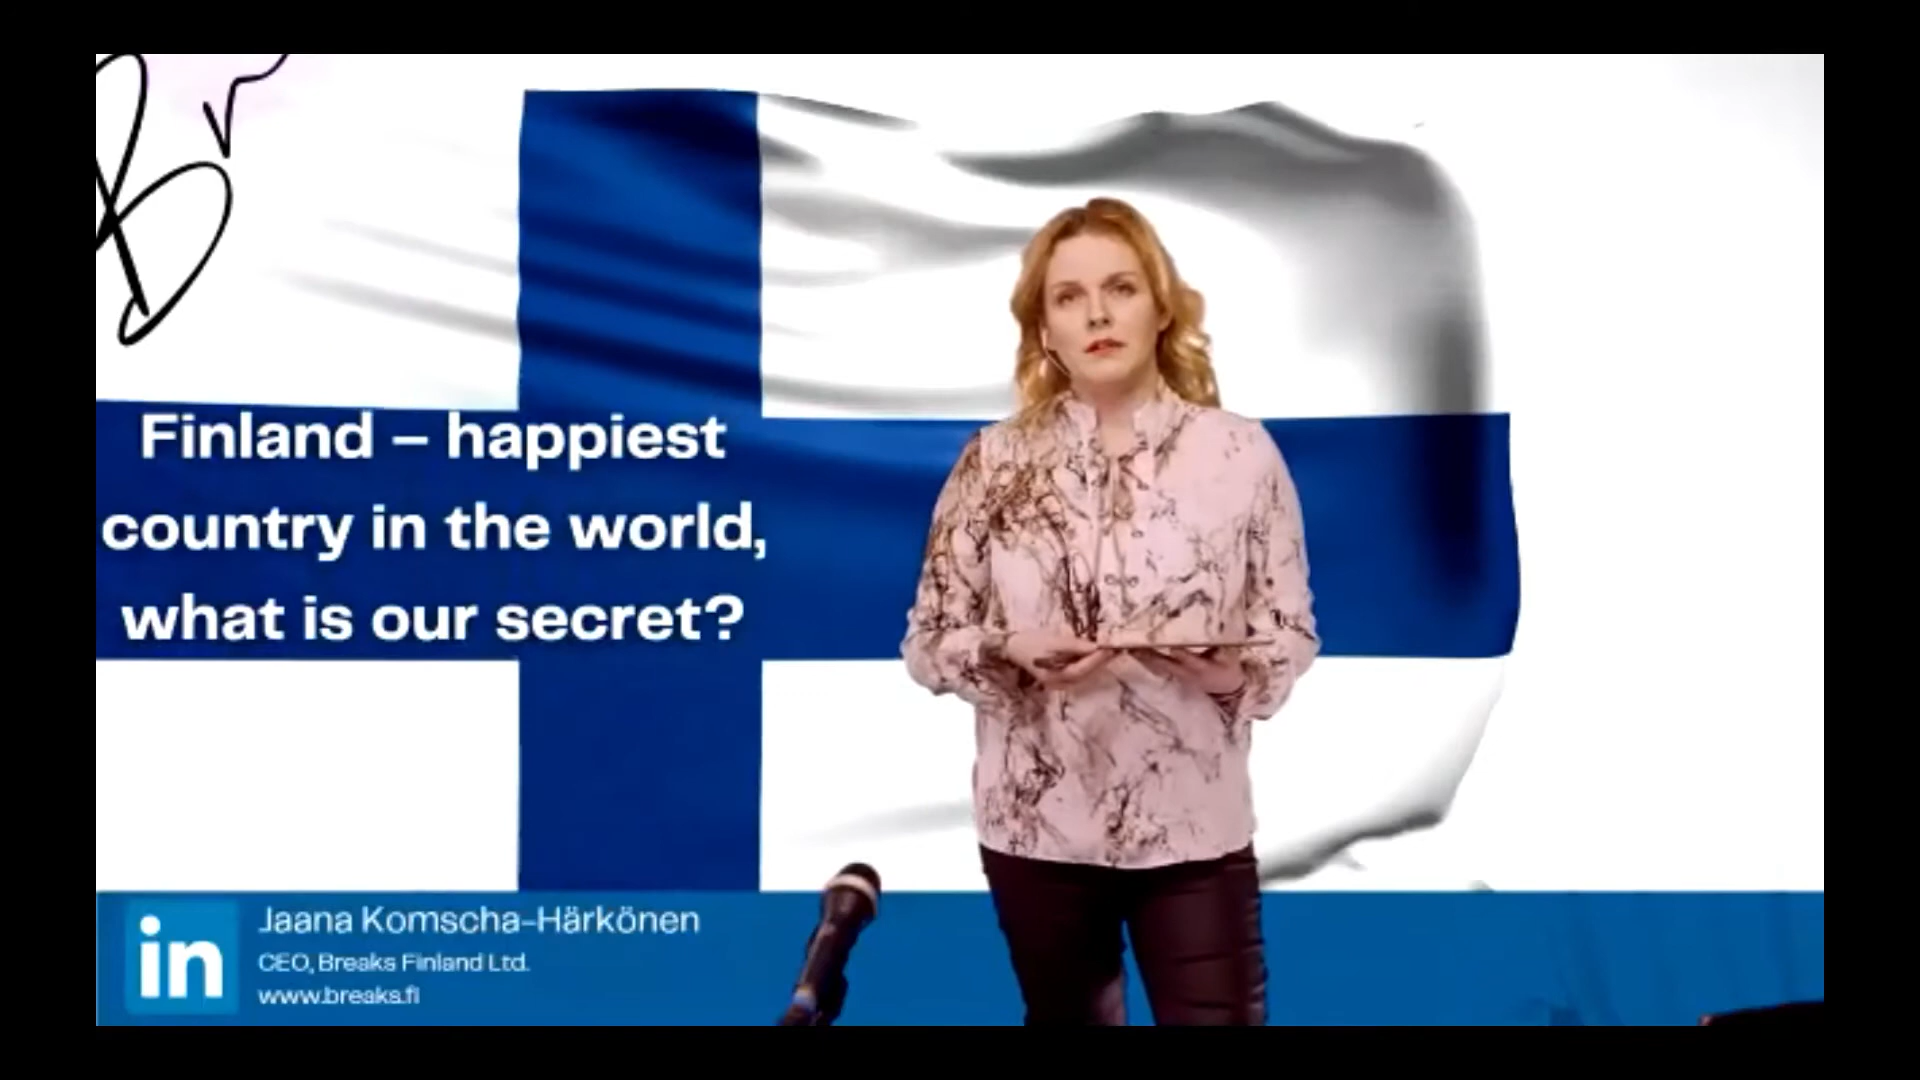 Br
Finland – happiest
country in the world,
what is our secret?
in
Jaana Komscha-Härkönen
CEO, Breaks Finland Ltd.
www.breaks.fi